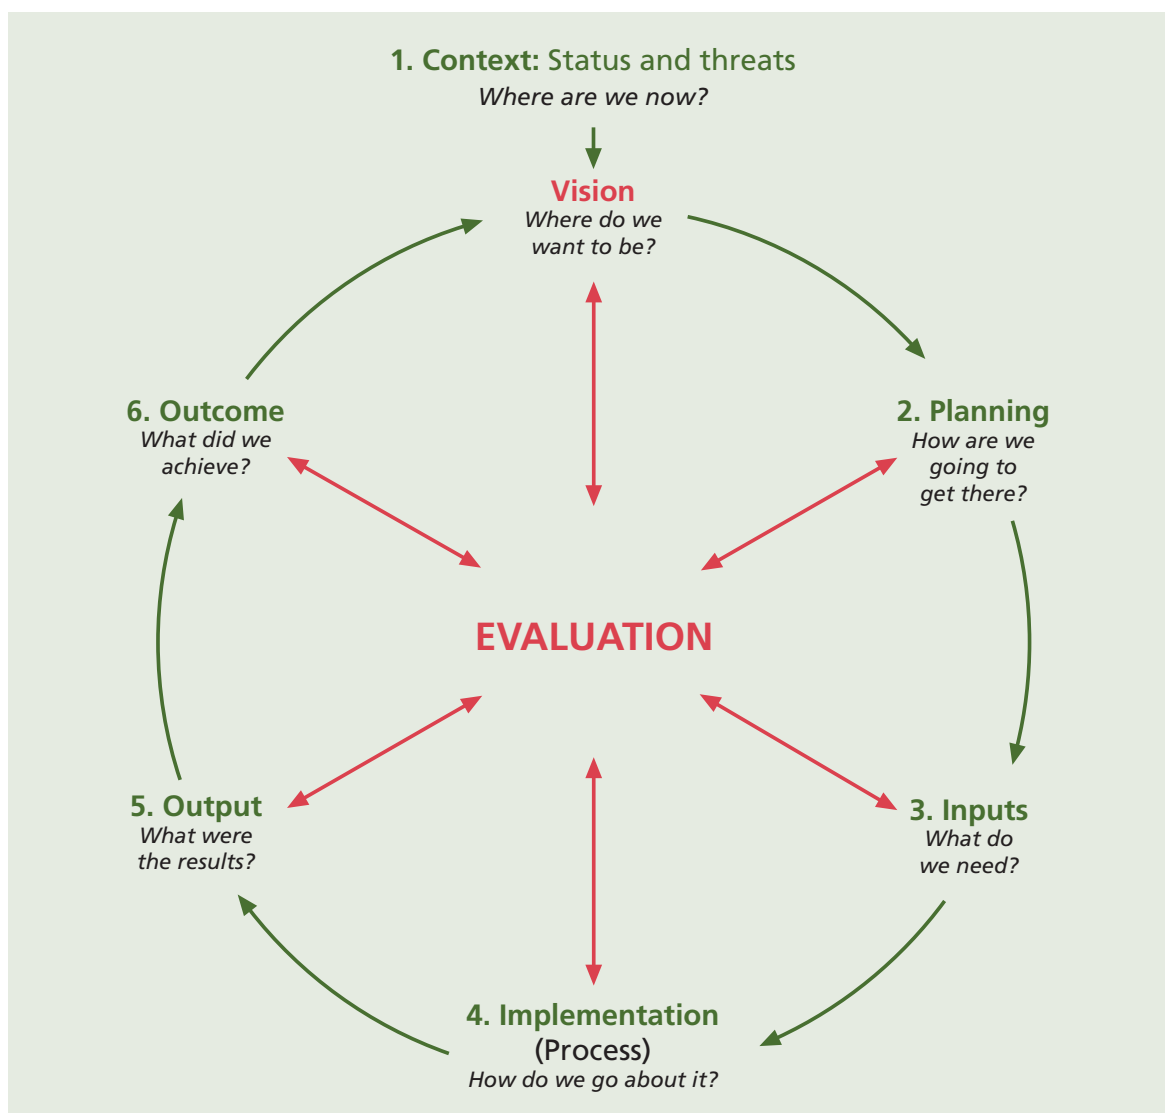 1. Context: Status and threats
Where are we now?
Vision
Where do we
want to be?
2. Planning
How are we
going to
get there?
3. Inputs
What do
we need?
4. Implementation
(Process)
How do we go about it?
5. Output
What were
the results?
6. Outcome
What did we
achieve?
EVALUATION